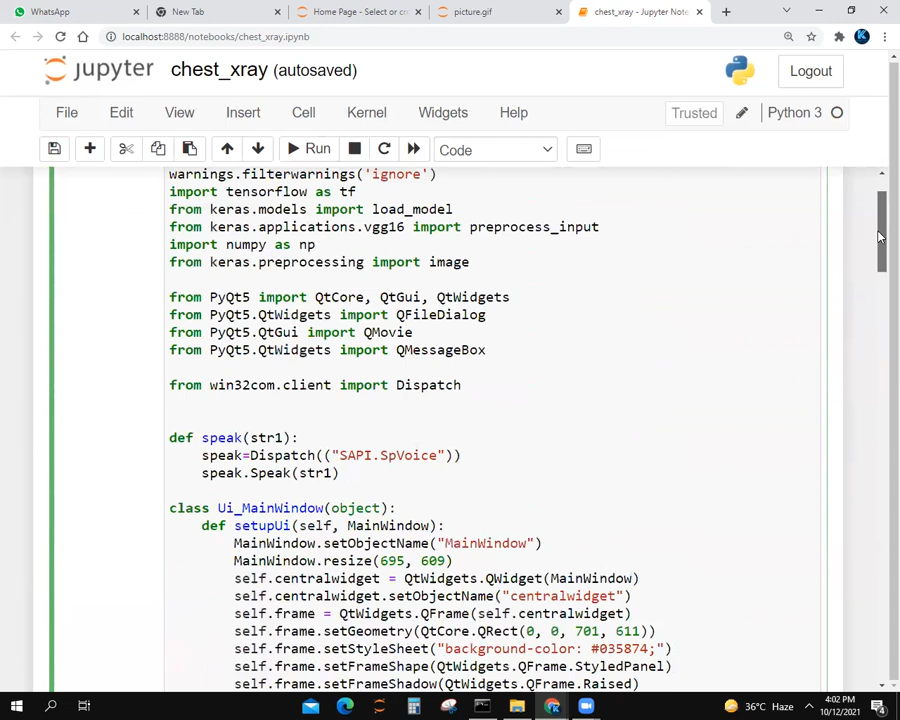 WhatsApp
New Tab
Home Page - Select or cr
picture.gif
chest_xray - Jupyter Note
localhost:8888/notebooks/chest_xray.ipynb
jupyter
chest_xray (autosaved)
Logout
File Edit View Insert Cell Kernel Widgets Help
Trusted
Python 3
Run
Code
warnings.filterwarnings('ignore')
import tensorflow as tf
from keras.models import load_model
from keras.applications.vgg16 import preprocess_input
import numpy as np
from keras.preprocessing import image
from PyQt5 import QtCore, QtGui, QtWidgets
from PyQt5.QtWidgets import QFileDialog
from PyQt5.QtGui import QMovie
from PyQt5.QtWidgets import QMessageBox
from win32com.client import Dispatch
def speak(str1):
speak=Dispatch(("SAPI.SpVoice"))
speak.Speak(str1)
class Ui_MainWindow(object):
def setupUi(self, MainWindow):
MainWindow.setObjectName("MainWindow")
MainWindow.resize(695, 609)
self.centralwidget = QtWidgets.QWidget(MainWindow)
self.centralwidget.setObjectName("centralwidget")
self.frame = QtWidgets.QFrame(self.centralwidget)
self.frame.setGeometry(QtCore.QRect(0, 0, 701, 611))
self.frame.setStyleSheet("background-color: #035874;")
self.frame.setFrameShape(QtWidgets.QFrame.StyledPanel)
self.frame.setFrameShadow(QtWidgets.QFrame.Raised)
36°C Haze
4:02 PM
10/12/2021
4